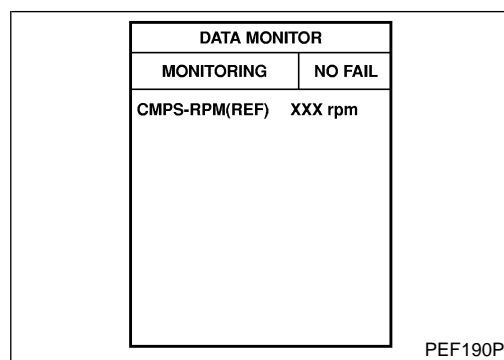 DATA MONITOR
MONITORING NO FAIL
CMPS-RPM(REF) XXX rpm
PEF190P